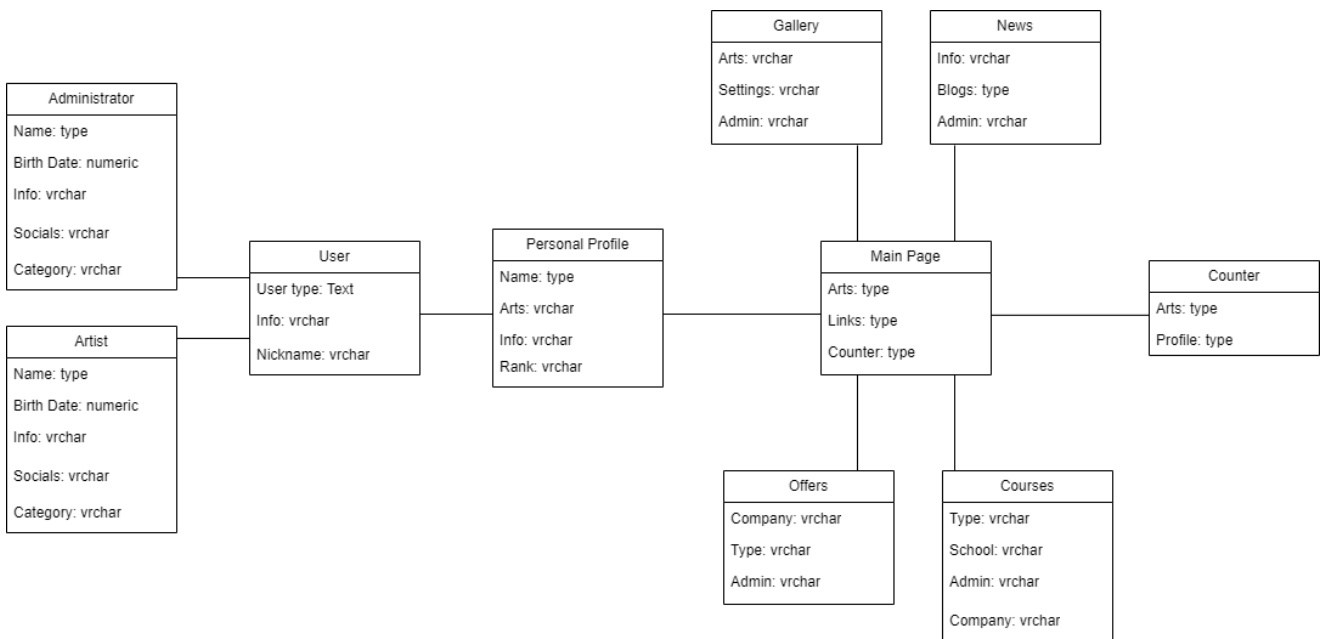 Gallery
Arts: vrchar
Settings: vrchar
Admin: vrchar
News
Info: vrchar
Blogs: type
Admin: vrchar
Administrator
Name: type
Birth Date: numeric
Info: vrchar
Socials: vrchar
Category: vrchar
User
User type: Text
Info: vrchar
Nickname: vrchar
Personal Profile
Name: type
Arts: vrchar
Info: vrchar
Rank: vrchar
Main Page
Arts: type
Links: type
Counter: type
Counter
Arts: type
Profile: type
Artist
Name: type
Birth Date: numeric
Info: vrchar
Socials: vrchar
Category: vrchar
Offers
Company: vrchar
Type: vrchar
Admin: vrchar
Courses
Type: vrchar
School: vrchar
Admin: vrchar
Company: vrchar